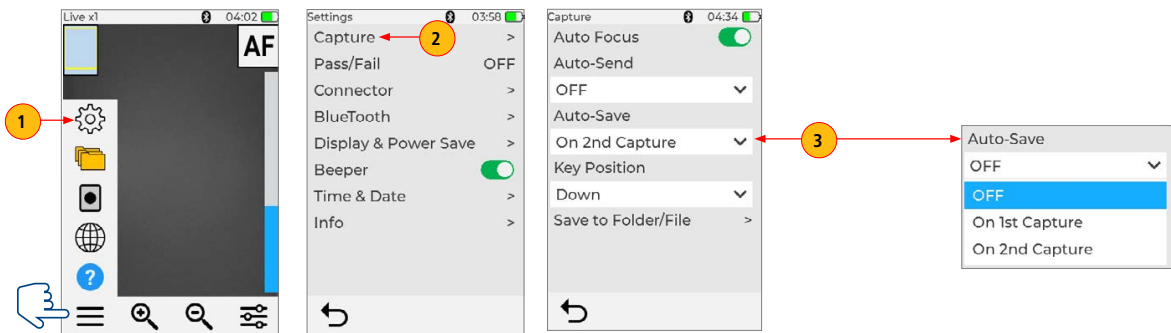 Live x1 04:02
AF
1
?
Settings 03:58
Capture > 2
Pass/Fail OFF
Connector >
BlueTooth >
Display & Power Save >
Beeper
Time & Date >
Info >
Capture 04:34
Auto Focus
Auto-Send
OFF
Auto-Save
On 2nd Capture
Key Position
Down
Save to Folder/File >
3
Auto-Save
OFF
OFF
On 1st Capture
On 2nd Capture